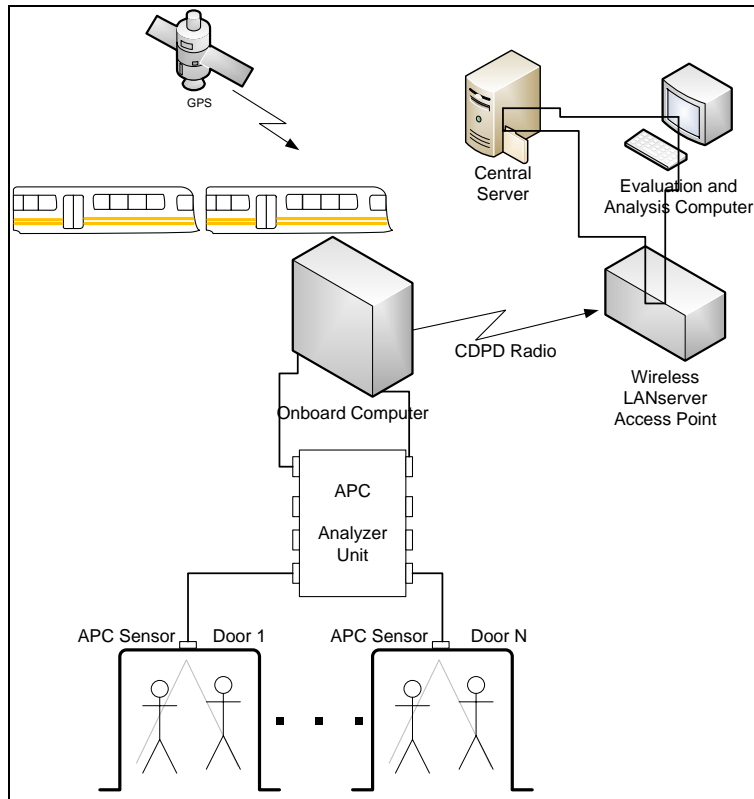 GPS
Central
Server
Evaluation and
Analysis Computer
CDPD Radio
Wireless
LANserver
Access Point
Onboard Computer
APC
Analyzer
Unit
APC Sensor
Door 1
APC Sensor
Door N